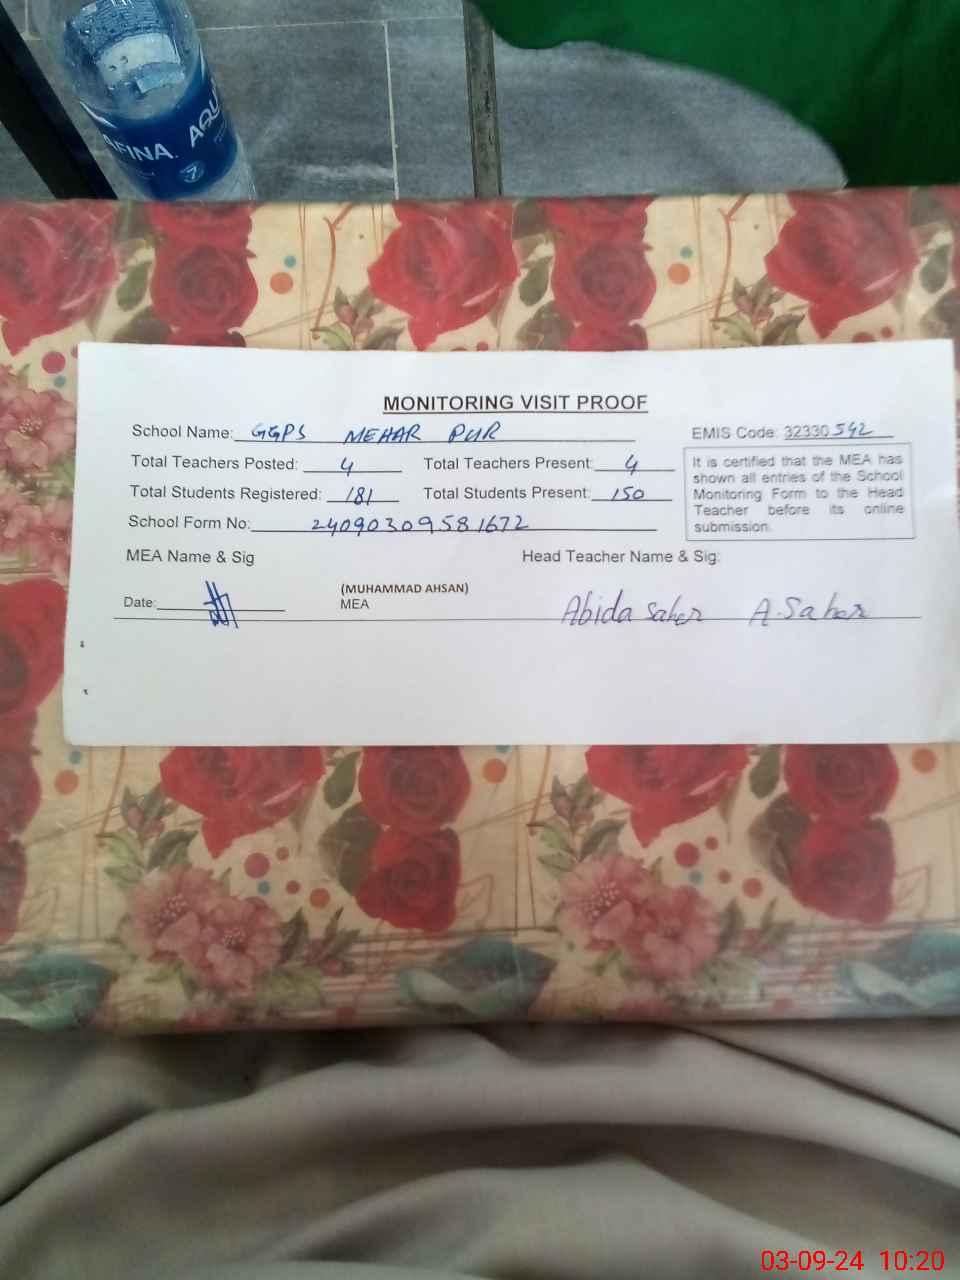 AQUAFINA
MONITORING VISIT PROOF
School Name: GGPS MEHAR PUR
EMIS Code: 32330542
Total Teachers Posted: 4 Total Teachers Present: 4
Total Students Registered: 181 Total Students Present: 150
School Form No: 24090309581672
It is certified that the MEA has
shown all entries of the School
Monitoring Form to the Head
Teacher before its online
submission.
MEA Name & Sig
Head Teacher Name & Sig:
Date:
(MUHAMMAD AHSAN)
MEA
Abida Saher A.Saher
03-09-24 10:20